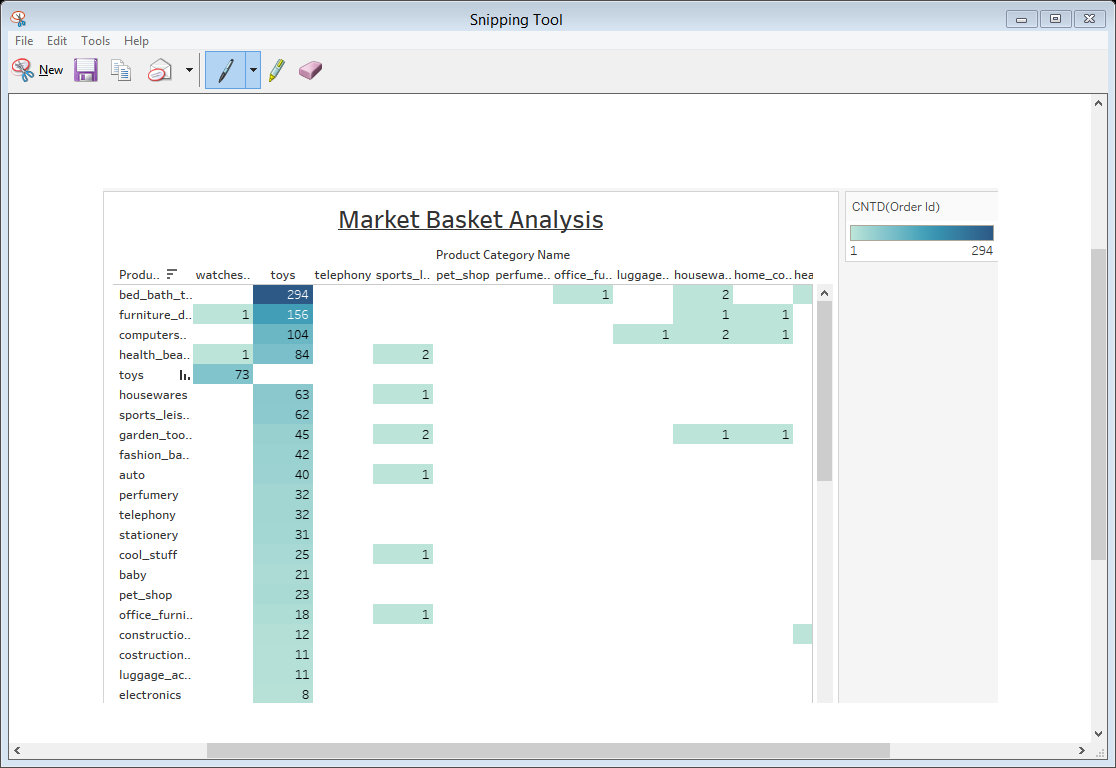 Snipping Tool
File Edit Tools Help
New
Market Basket Analysis
CNTD(Order Id)
1 294
Product Category Name
Produ.. watches.. toys telephony sports_l.. pet_shop perfume.. office_fu.. luggage.. housewa.. home_co.. hea
bed_bath_t.. 294 1 2
furniture_d.. 1 156 1 1
computers.. 104 1 2 1
health_bea.. 1 84 2
toys 73
housewares 63 1
sports_leis.. 62
garden_too.. 45 2 1 1
fashion_ba.. 42
auto 40 1
perfumery 32
telephony 32
stationery 31
cool_stuff 25 1
baby 21
pet_shop 23
office_furni.. 18 1
constructio.. 12
costruction.. 11
luggage_ac.. 11
electronics 8